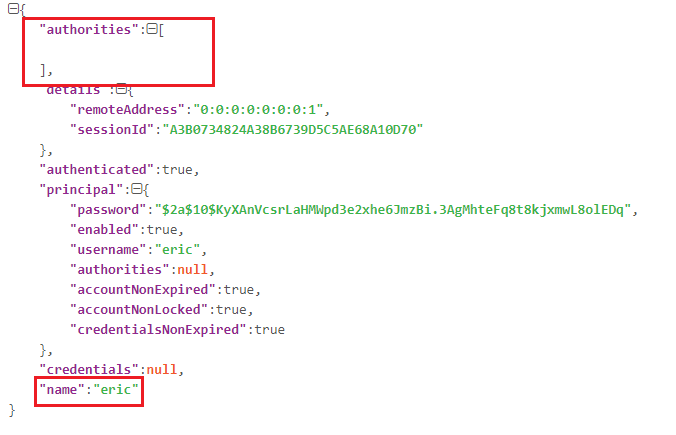 {
"authorities":[
],
"details":{
"remoteAddress":"0:0:0:0:0:0:0:1",
"sessionId":"A3B0734824A38B6739D5C5AE68A10D70"
},
"authenticated":true,
"principal":{
"password":"$2a$10$KyXAnVcsrLaHMWpd3e2xhe6JmzBi.3AgMhteFq8t8kjxmwL8olEDq",
"enabled":true,
"username":"eric",
"authorities":null,
"accountNonExpired":true,
"accountNonLocked":true,
"credentialsNonExpired":true
},
"credentials":null,
"name":"eric"
}